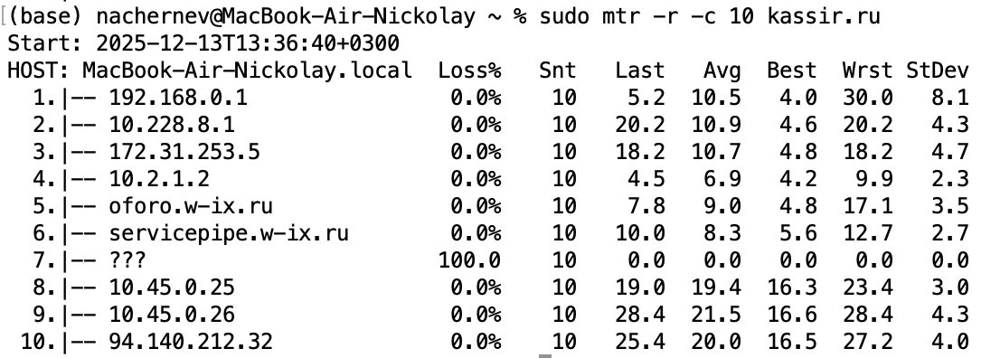 (base) nachernev@MacBook-Air-Nickolay ~ % sudo mtr -r -c 10 kassir.ru
Start: 2025-12-13T13:36:40+0300
HOST: MacBook-Air-Nickolay.local  Loss%   Snt   Last   Avg  Best  Wrst StDev
  1.|-- 192.168.0.1                0.0%    10    5.2  10.5   4.0  30.0   8.1
  2.|-- 10.228.8.1                 0.0%    10   20.2  10.9   4.6  20.2   4.3
  3.|-- 172.31.253.5               0.0%    10   18.2  10.7   4.8  18.2   4.7
  4.|-- 10.2.1.2                   0.0%    10    4.5   6.9   4.2   9.9   2.3
  5.|-- oforo.w-ix.ru              0.0%    10    7.8   9.0   4.8  17.1   3.5
  6.|-- servicepipe.w-ix.ru        0.0%    10   10.0   8.3   5.6  12.7   2.7
  7.|-- ???                       100.0    10    0.0   0.0   0.0   0.0   0.0
  8.|-- 10.45.0.25                 0.0%    10   19.0  19.4  16.3  23.4   3.0
  9.|-- 10.45.0.26                 0.0%    10   28.4  21.5  16.6  28.4   4.3
 10.|-- 94.140.212.32              0.0%    10   25.4  20.0  16.5  27.2   4.0